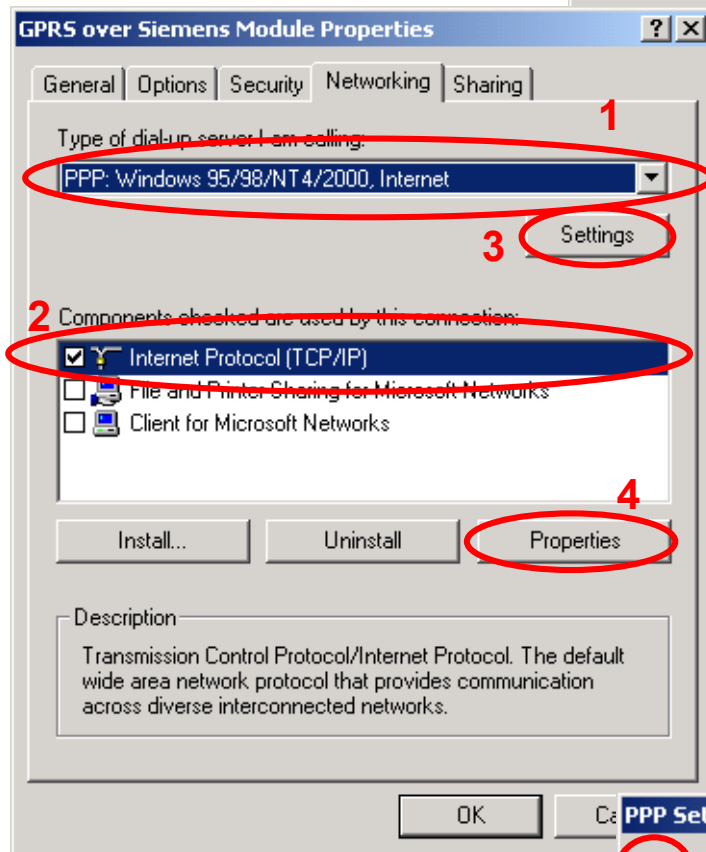 GPRS over Siemens Module Properties
General Options Security Networking Sharing
1
Type of dial-up server I am calling:
PPP: Windows 95/98/NT4/2000, Internet
3 Settings
2 Components checked are used by this connection:
Internet Protocol (TCP/IP)
File and Printer Sharing for Microsoft Networks
Client for Microsoft Networks
4
Install... Uninstall Properties
Description
Transmission Control Protocol/Internet Protocol. The default
wide area network protocol that provides communication
across diverse interconnected networks.
OK Ca
PPP Set